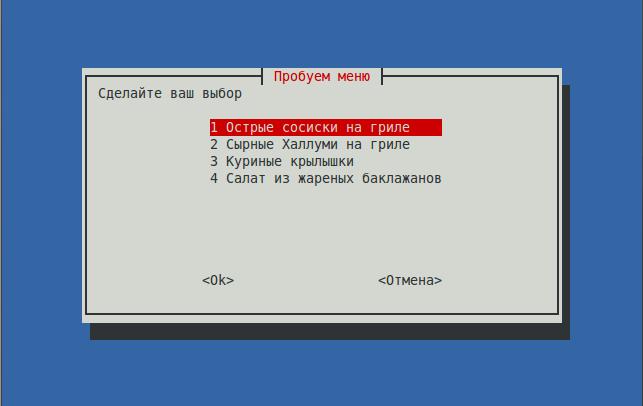 Пробуем меню
Сделайте ваш выбор
1 Острые сосиски на гриле
2 Сырные Халлуми на гриле
3 Куриные крылышки
4 Салат из жареных баклажанов
<Ok> <Отмена>